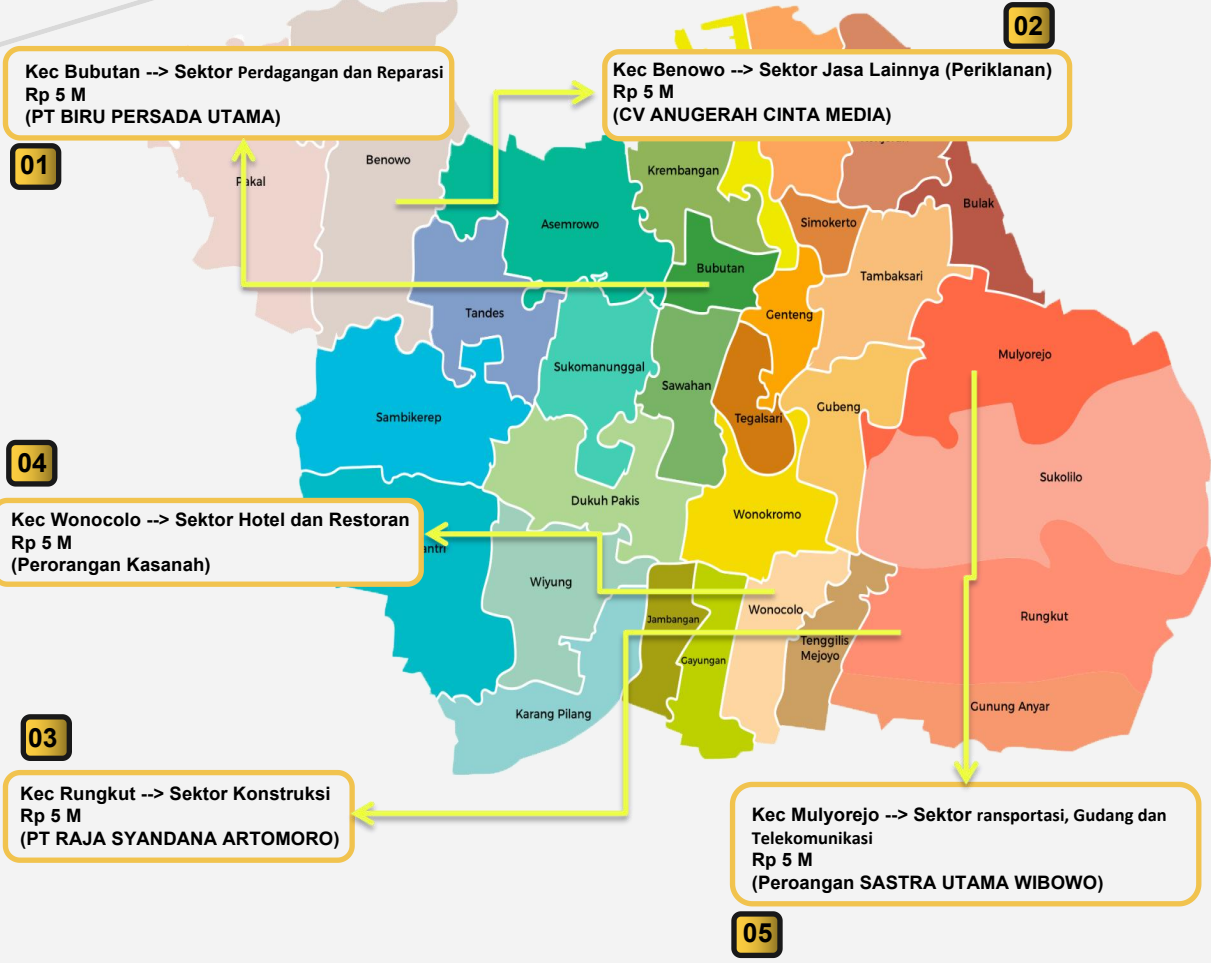 02
Kec Bubutan --> Sektor Perdagangan dan Reparasi
Rp 5 M
(PT BIRU PERSADA UTAMA)
01
Kec Benowo --> Sektor Jasa Lainnya (Periklanan)
Rp 5 M
(CV ANUGERAH CINTA MEDIA)
Pakal
Benowo
Krembangan
Asemrowo
Simokerto
Bulak
Bubutan
Tambaksari
Tandes
Genteng
Sukomanunggal
Sawahan
Mulyorejo
Sambikerep
Tegalsari
Gubeng
Sukolilo
04
Kec Wonocolo --> Sektor Hotel dan Restoran
Rp 5 M
(Perorangan Kasanah)
Dukuh Pakis
Wonokromo
Wiyung
Jambangan
Wonocolo
Rungkut
Tenggilis
Mejoyo
Gayungan
Karang Pilang
Gunung Anyar
03
Kec Rungkut --> Sektor Konstruksi
Rp 5 M
(PT RAJA SYANDANA ARTOMORO)
Kec Mulyorejo --> Sektor ransportasi, Gudang dan
Telekomunikasi
Rp 5 M
(Peroangan SASTRA UTAMA WIBOWO)
05